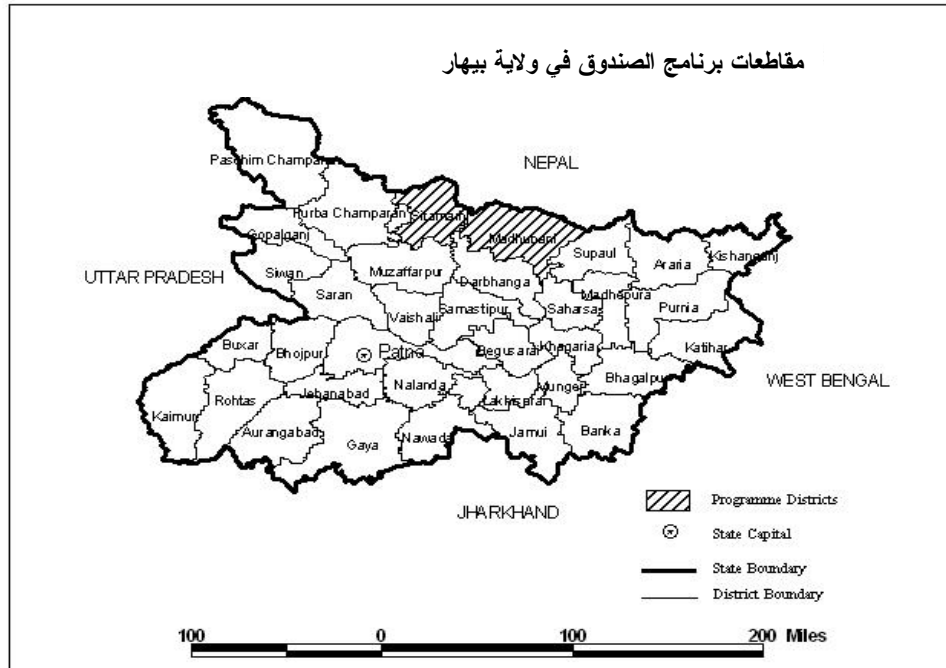 مقاطعات برنامج الصندوق في ولاية بيهار
Paschim Champaran
NEPAL
Purba Champaran
Sitamarhi
Madhubani
Gopalganj
Supaul
Araria
Kishanganj
UTTAR PRADESH
Siwan
Muzaffarpur
Darbhanga
Saran
Madhepura
Vaishali
Samastipur
Saharsa
Purnia
Buxar
Bhojpur
Patna
Begusarai
Khagaria
Katihar
Bhagalpur
WEST BENGAL
Kaimur
Rohtas
Jehanabad
Nalanda
Lakhisarai
Munger
Aurangabad
Gaya
Nawada
Jamui
Banka
JHARKHAND
Programme Districts
State Capital
State Boundary
District Boundary
100 0 100 200 Miles